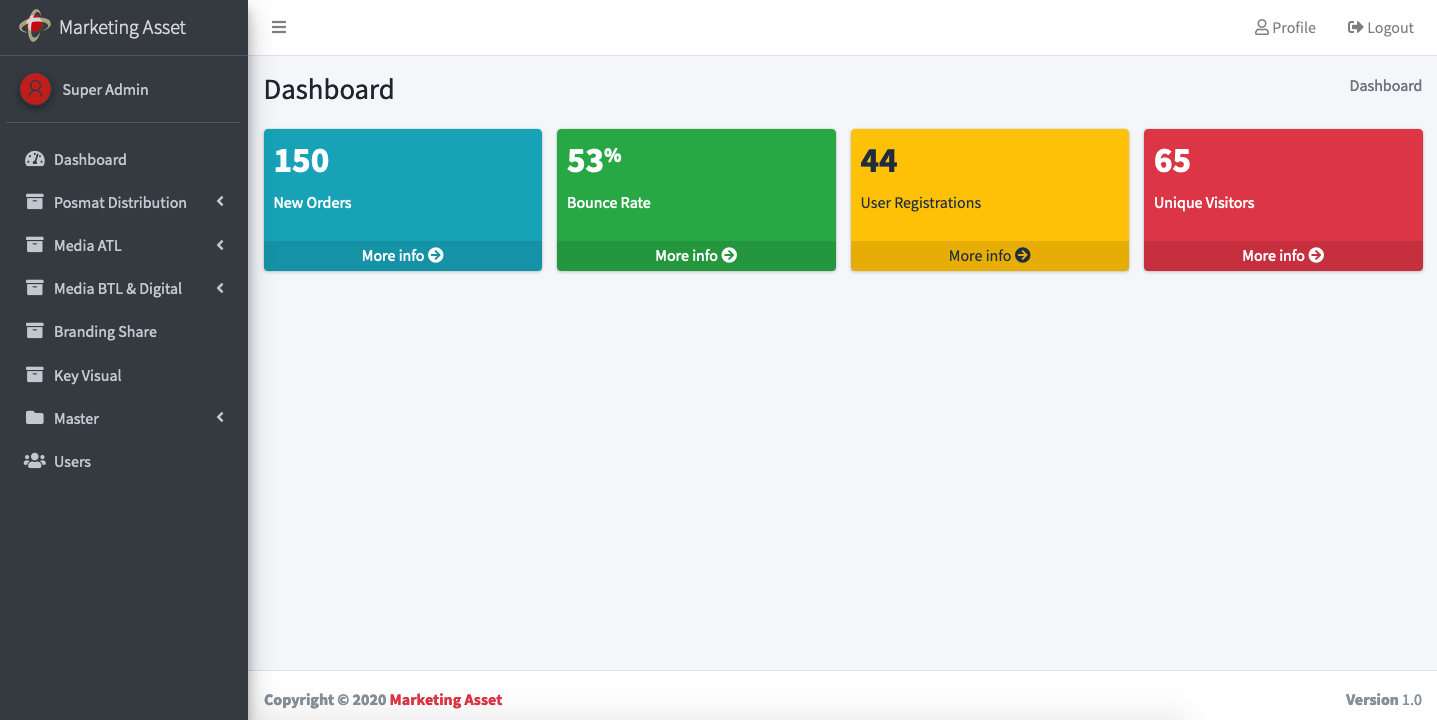 Marketing Asset
Profile
Logout
Super Admin
Dashboard
Posmat Distribution
Media ATL
Media BTL & Digital
Branding Share
Key Visual
Master
Users
Dashboard
Dashboard
150
New Orders
More info
53%
Bounce Rate
More info
44
User Registrations
More info
65
Unique Visitors
More info
Copyright © 2020 Marketing Asset
Version 1.0